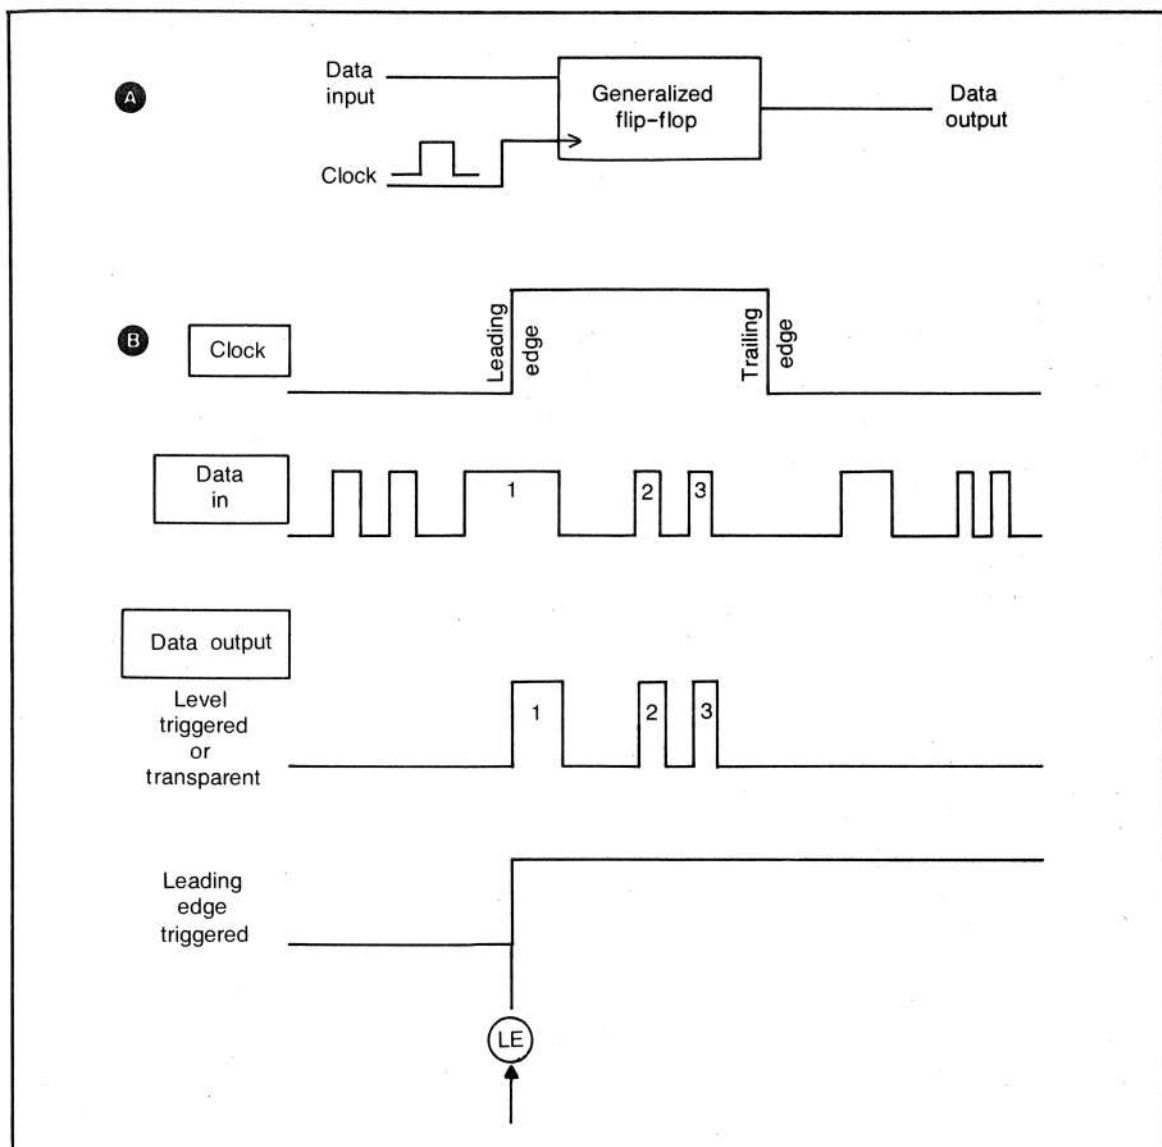 A
Data
input
Generalized
flip-flop
Data
output
Clock
B
Clock
Leading
edge
Trailing
edge
Data
in
1
2
3
Data output
Level
triggered
or
transparent
1
2
3
Leading
edge
triggered
LE